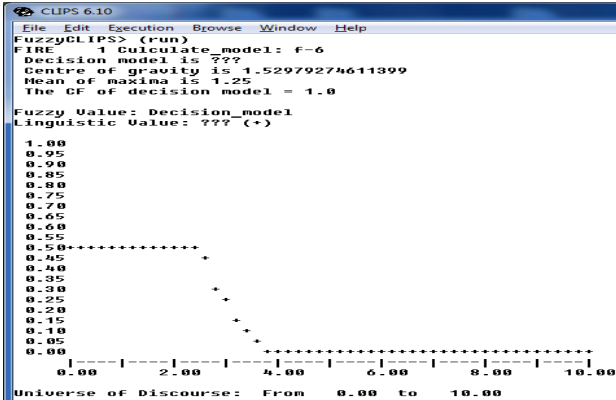 CLIPS 6.10
File Edit Execution Browse Window Help
FuzzyCLIPS> (run)
FIRE 1 Culculate_model: f-6
Decision model is ???
Centre of gravity is 1.52979274611399
Mean of maxima is 1.25
The CF of decision model = 1.0
Fuzzy Value: Decision_model
Linguistic Value: ??? (+)
1.00
0.95
0.90
0.85
0.80
0.75
0.70
0.65
0.60
0.55
0.50++++++++++++++
0.45
0.40
0.35
0.30
0.25
0.20
0.15
0.10
0.05
0.00
0.00 2.00 4.00 6.00 8.00 10.00
Universe of Discourse: From 0.00 to 10.00